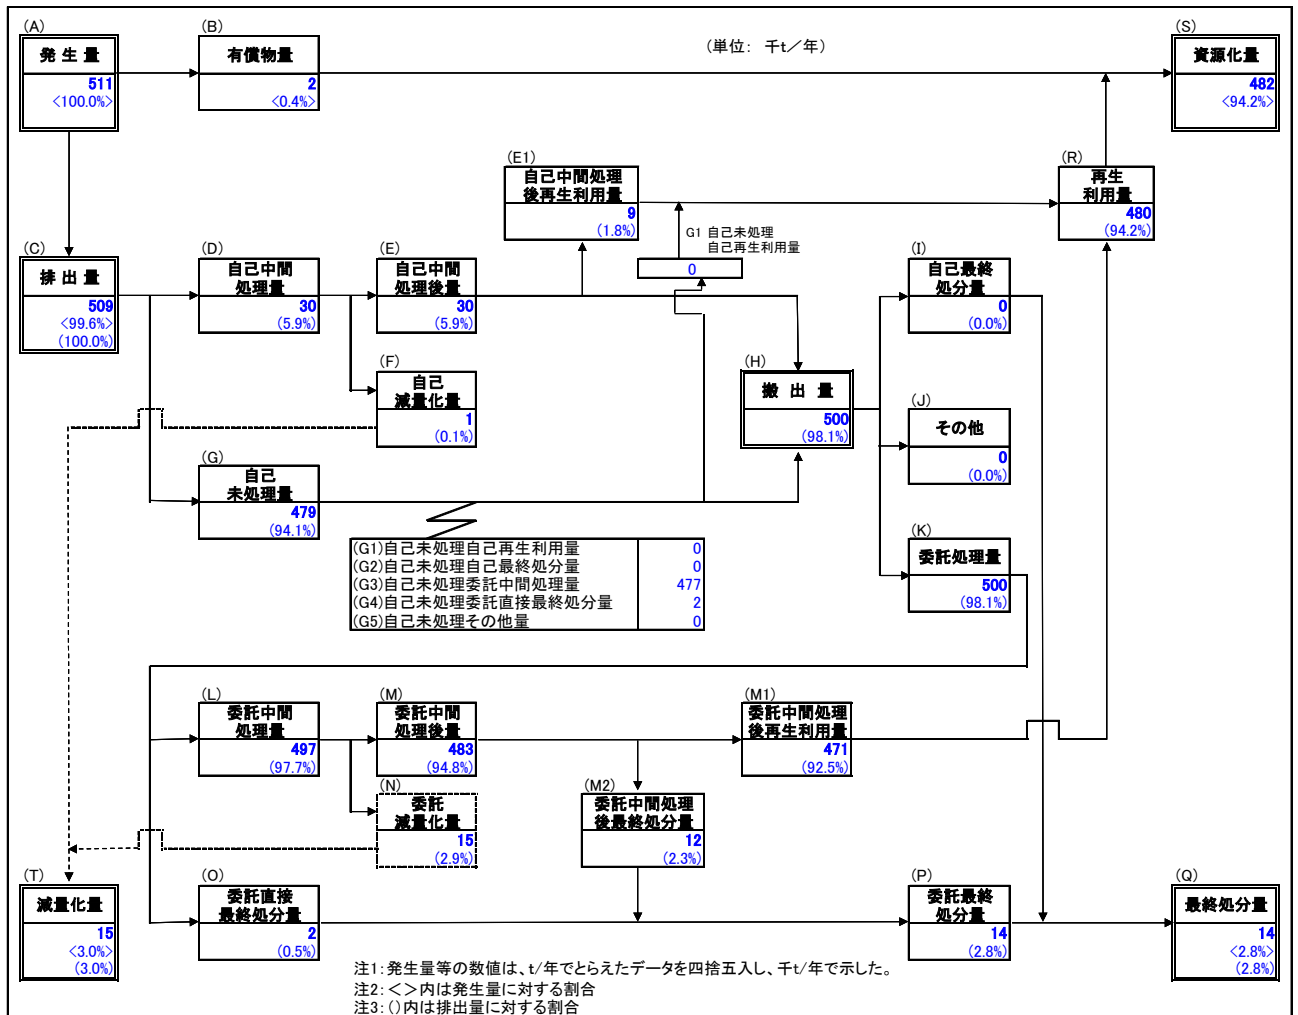 (A)
発 生 量
511
<100.0%>
(B)
有償物量
2
<0.4%>
(単位： 千t／年)
(S)
資源化量
482
<94.2%>
(E1)
自己中間処理
後再生利用量
9
(1.8%)
(R)
再生
利用量
480
(94.2%)
G1 自己未処理
自己再生利用量
0
(C)
排 出 量
509
<99.6%>
(100.0%)
(D)
自己中間
処理量
30
(5.9%)
(E)
自己中間
処理後量
30
(5.9%)
(I)
自己最終
処分量
0
(0.0%)
(F)
自己
減量化量
1
(0.1%)
(H)
搬 出 量
500
(98.1%)
(J)
その他
0
(0.0%)
(G)
自己
未処理量
479
(94.1%)
(G1)自己未処理自己再生利用量 0
(G2)自己未処理自己最終処分量 0
(G3)自己未処理委託中間処理量 477
(G4)自己未処理委託直接最終処分量 2
(G5)自己未処理その他量 0
(K)
委託処理量
500
(98.1%)
(L)
委託中間
処理量
497
(97.7%)
(M)
委託中間
処理後量
483
(94.8%)
(M1)
委託中間処理
後再生利用量
471
(92.5%)
(N)
委託
減量化量
15
(2.9%)
(M2)
委託中間処理
後最終処分量
12
(2.3%)
(T)
減量化量
15
<3.0%>
(3.0%)
(O)
委託直接
最終処分量
2
(0.5%)
(P)
委託最終
処分量
14
(2.8%)
(Q)
最終処分量
14
<2.8%>
(2.8%)
注1：発生量等の数値は、t/年でとらえたデータを四捨五入し、千t/年で示した。
注2：＜＞内は発生量に対する割合
注3：()内は排出量に対する割合